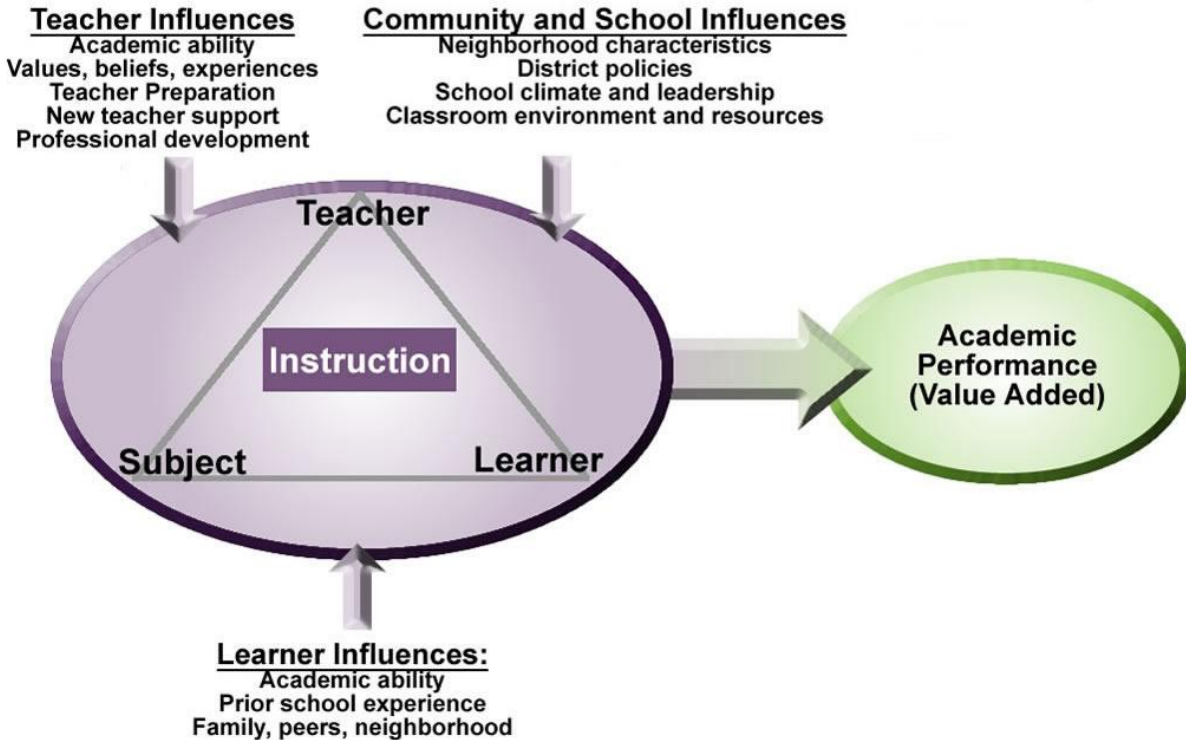 Teacher Influences
Academic ability
Values, beliefs, experiences
Teacher Preparation
New teacher support
Professional development
Community and School Influences
Neighborhood characteristics
District policies
School climate and leadership
Classroom environment and resources
Teacher
Instruction
Subject
Learner
Academic
Performance
(Value Added)
Learner Influences:
Academic ability
Prior school experience
Family, peers, neighborhood